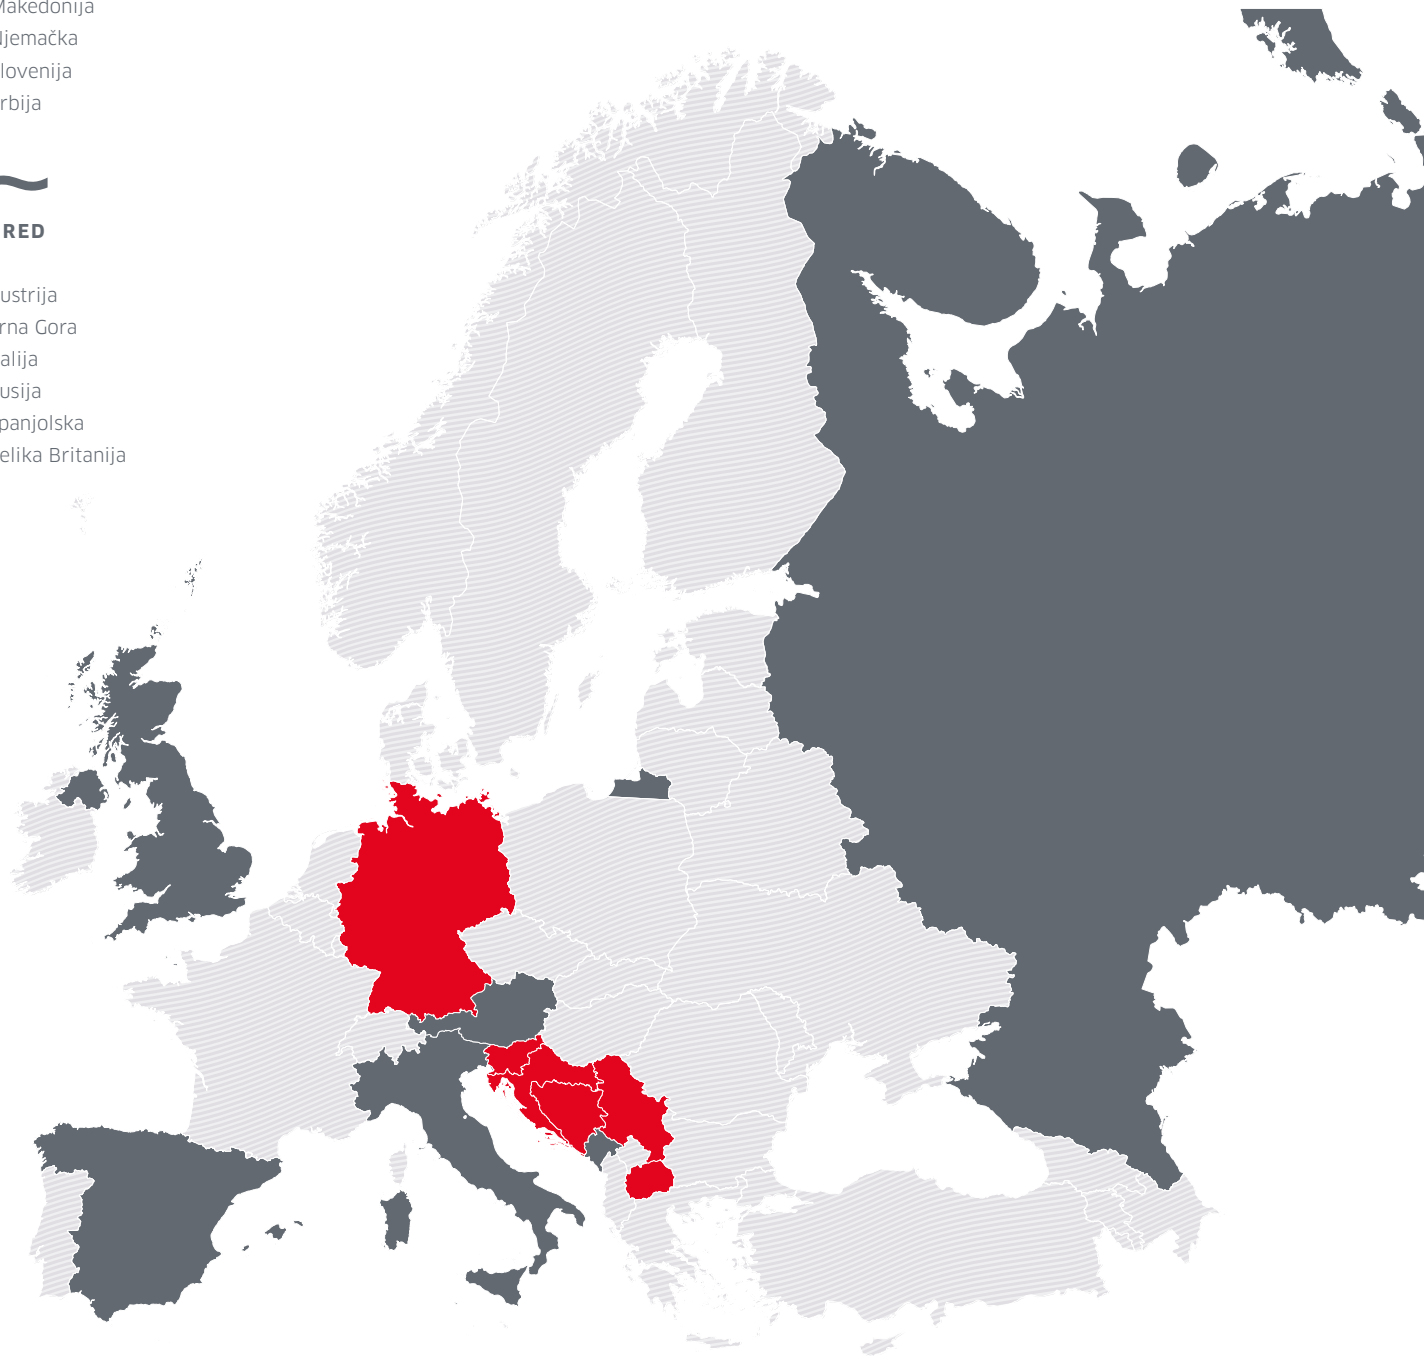 Makedonija
Njemačka
lovenija
rbija
RED
ustrija
rna Gora
alija
usija
panjolska
elika Britanija